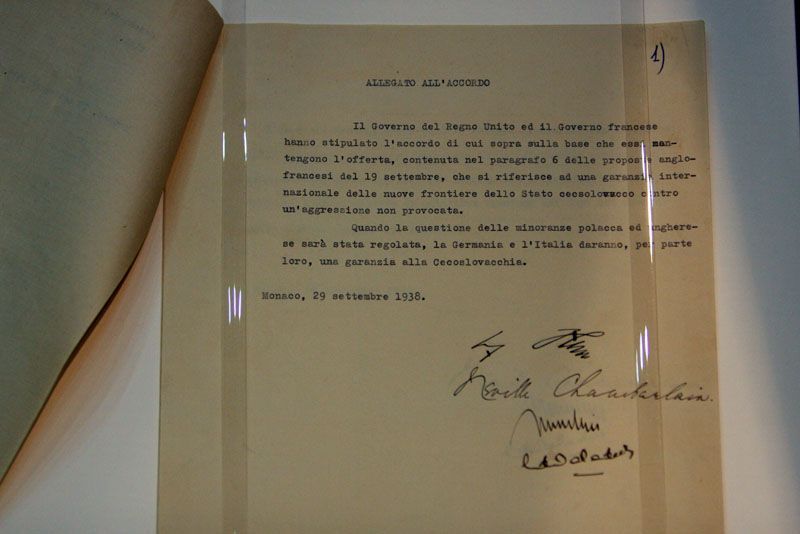 1)
ALLEGATO ALL'ACCORDO
Il Governo del Regno Unito ed il Governo francese
hanno stipulato l'accordo di cui sopra sulla base che essi man-
tengono l'offerta, contenuta nel paragrafo 6 delle proposte anglo-
francesi del 19 settembre, che si riferisce ad una garanzia inter-
nazionale delle nuove frontiere dello Stato cecslovacco contro
un'aggressione non provocata.
Quando la questione delle minoranze polacca ed unghere-
se sarà stata regolata, la Germania e l'Italia daranno, per parte
loro, una garanzia alla Cecoslovacchia.
Monaco, 29 settembre 1938.
Neville Chamberlain.
Mussolini
Ed Daladier